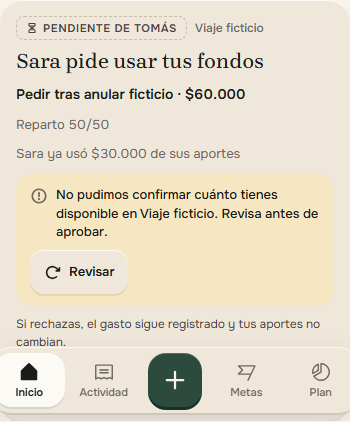 PENDIENTE DE TOMÁS Viaje ficticio
Sara pide usar tus fondos
Pedir tras anular ficticio · $60.000
Reparto 50/50
Sara ya usó $30.000 de sus aportes
No pudimos confirmar cuánto tienes
disponible en Viaje ficticio. Revisa antes de
aprobar.
Revisar
Si rechazas, el gasto sigue registrado y tus aportes no
cambian.
Inicio Actividad Metas Plan